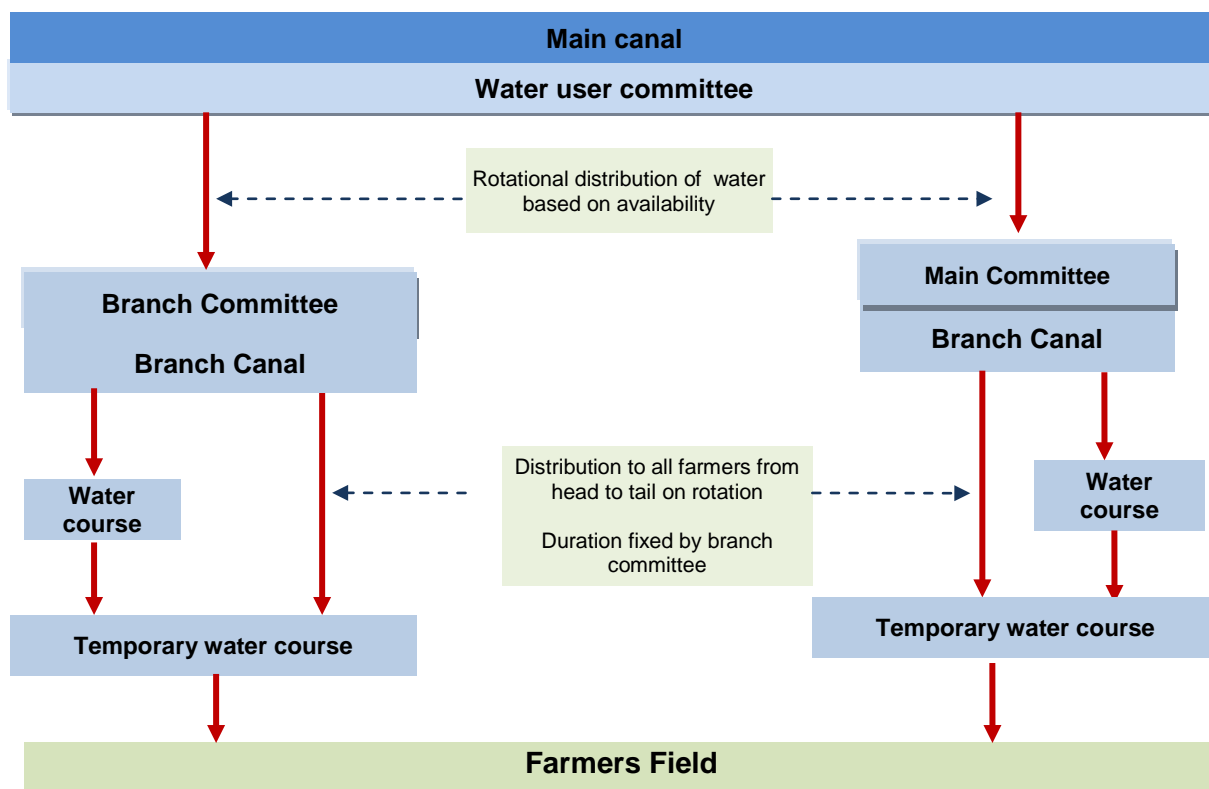 Main canal
Water user committee
Rotational distribution of water
based on availability
Branch Committee
Branch Canal
Main Committee
Branch Canal
Distribution to all farmers from
head to tail on rotation
Duration fixed by branch
committee
Water
course
Water
course
Temporary water course
Temporary water course
Farmers Field